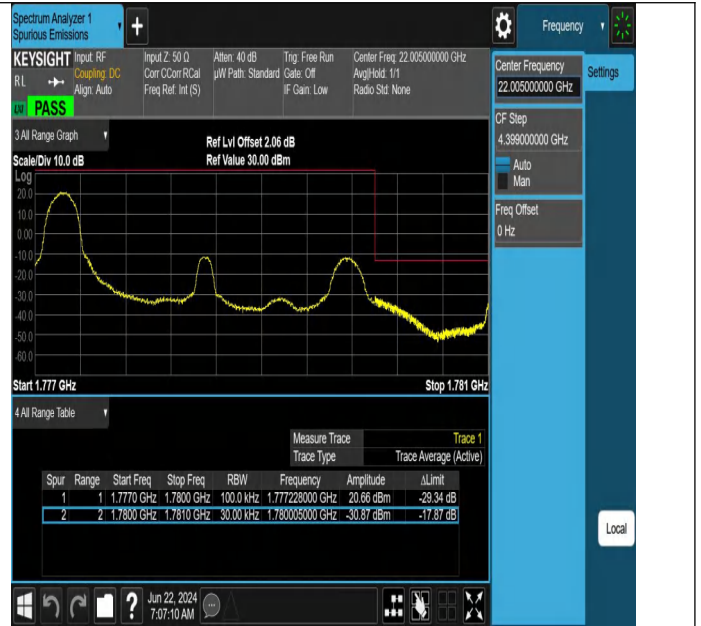 Spectrum Analyzer 1
Spurious Emissions
+
Frequency
KEYSIGHT
RL
LXI
PASS
Input: RF
Coupling: DC
Align: Auto
Input Z: 50 Ω
Corr CCorr RCal
Freq Ref: Int (S)
Atten: 40 dB
µW Path: Standard
Trig: Free Run
Gate: Off
IF Gain: Low
Center Freq: 22.005000000 GHz
Avg|Hold: 1/1
Radio Std: None
Center Frequency
22.005000000 GHz
Settings
CF Step
4.399000000 GHz
Auto
Man
Freq Offset
0 Hz
3 All Range Graph
Scale/Div 10.0 dB
Ref Lvl Offset 2.06 dB
Ref Value 30.00 dBm
Log
20.0
10.0
0.00
-10.0
-20.0
-30.0
-40.0
-50.0
-60.0
Start 1.777 GHz Stop 1.781 GHz
4 All Range Table
Measure Trace Trace 1
Trace Type Trace Average (Active)
Spur Range Start Freq Stop Freq RBW Frequency Amplitude ΔLimit
1 1 1.7770 GHz 1.7800 GHz 100.0 kHz 1.777228000 GHz 20.66 dBm -29.34 dB
2 2 1.7800 GHz 1.7810 GHz 30.00 kHz 1.780005000 GHz -30.87 dBm -17.87 dB
Local
?
Jun 22, 2024
7:07:10 AM